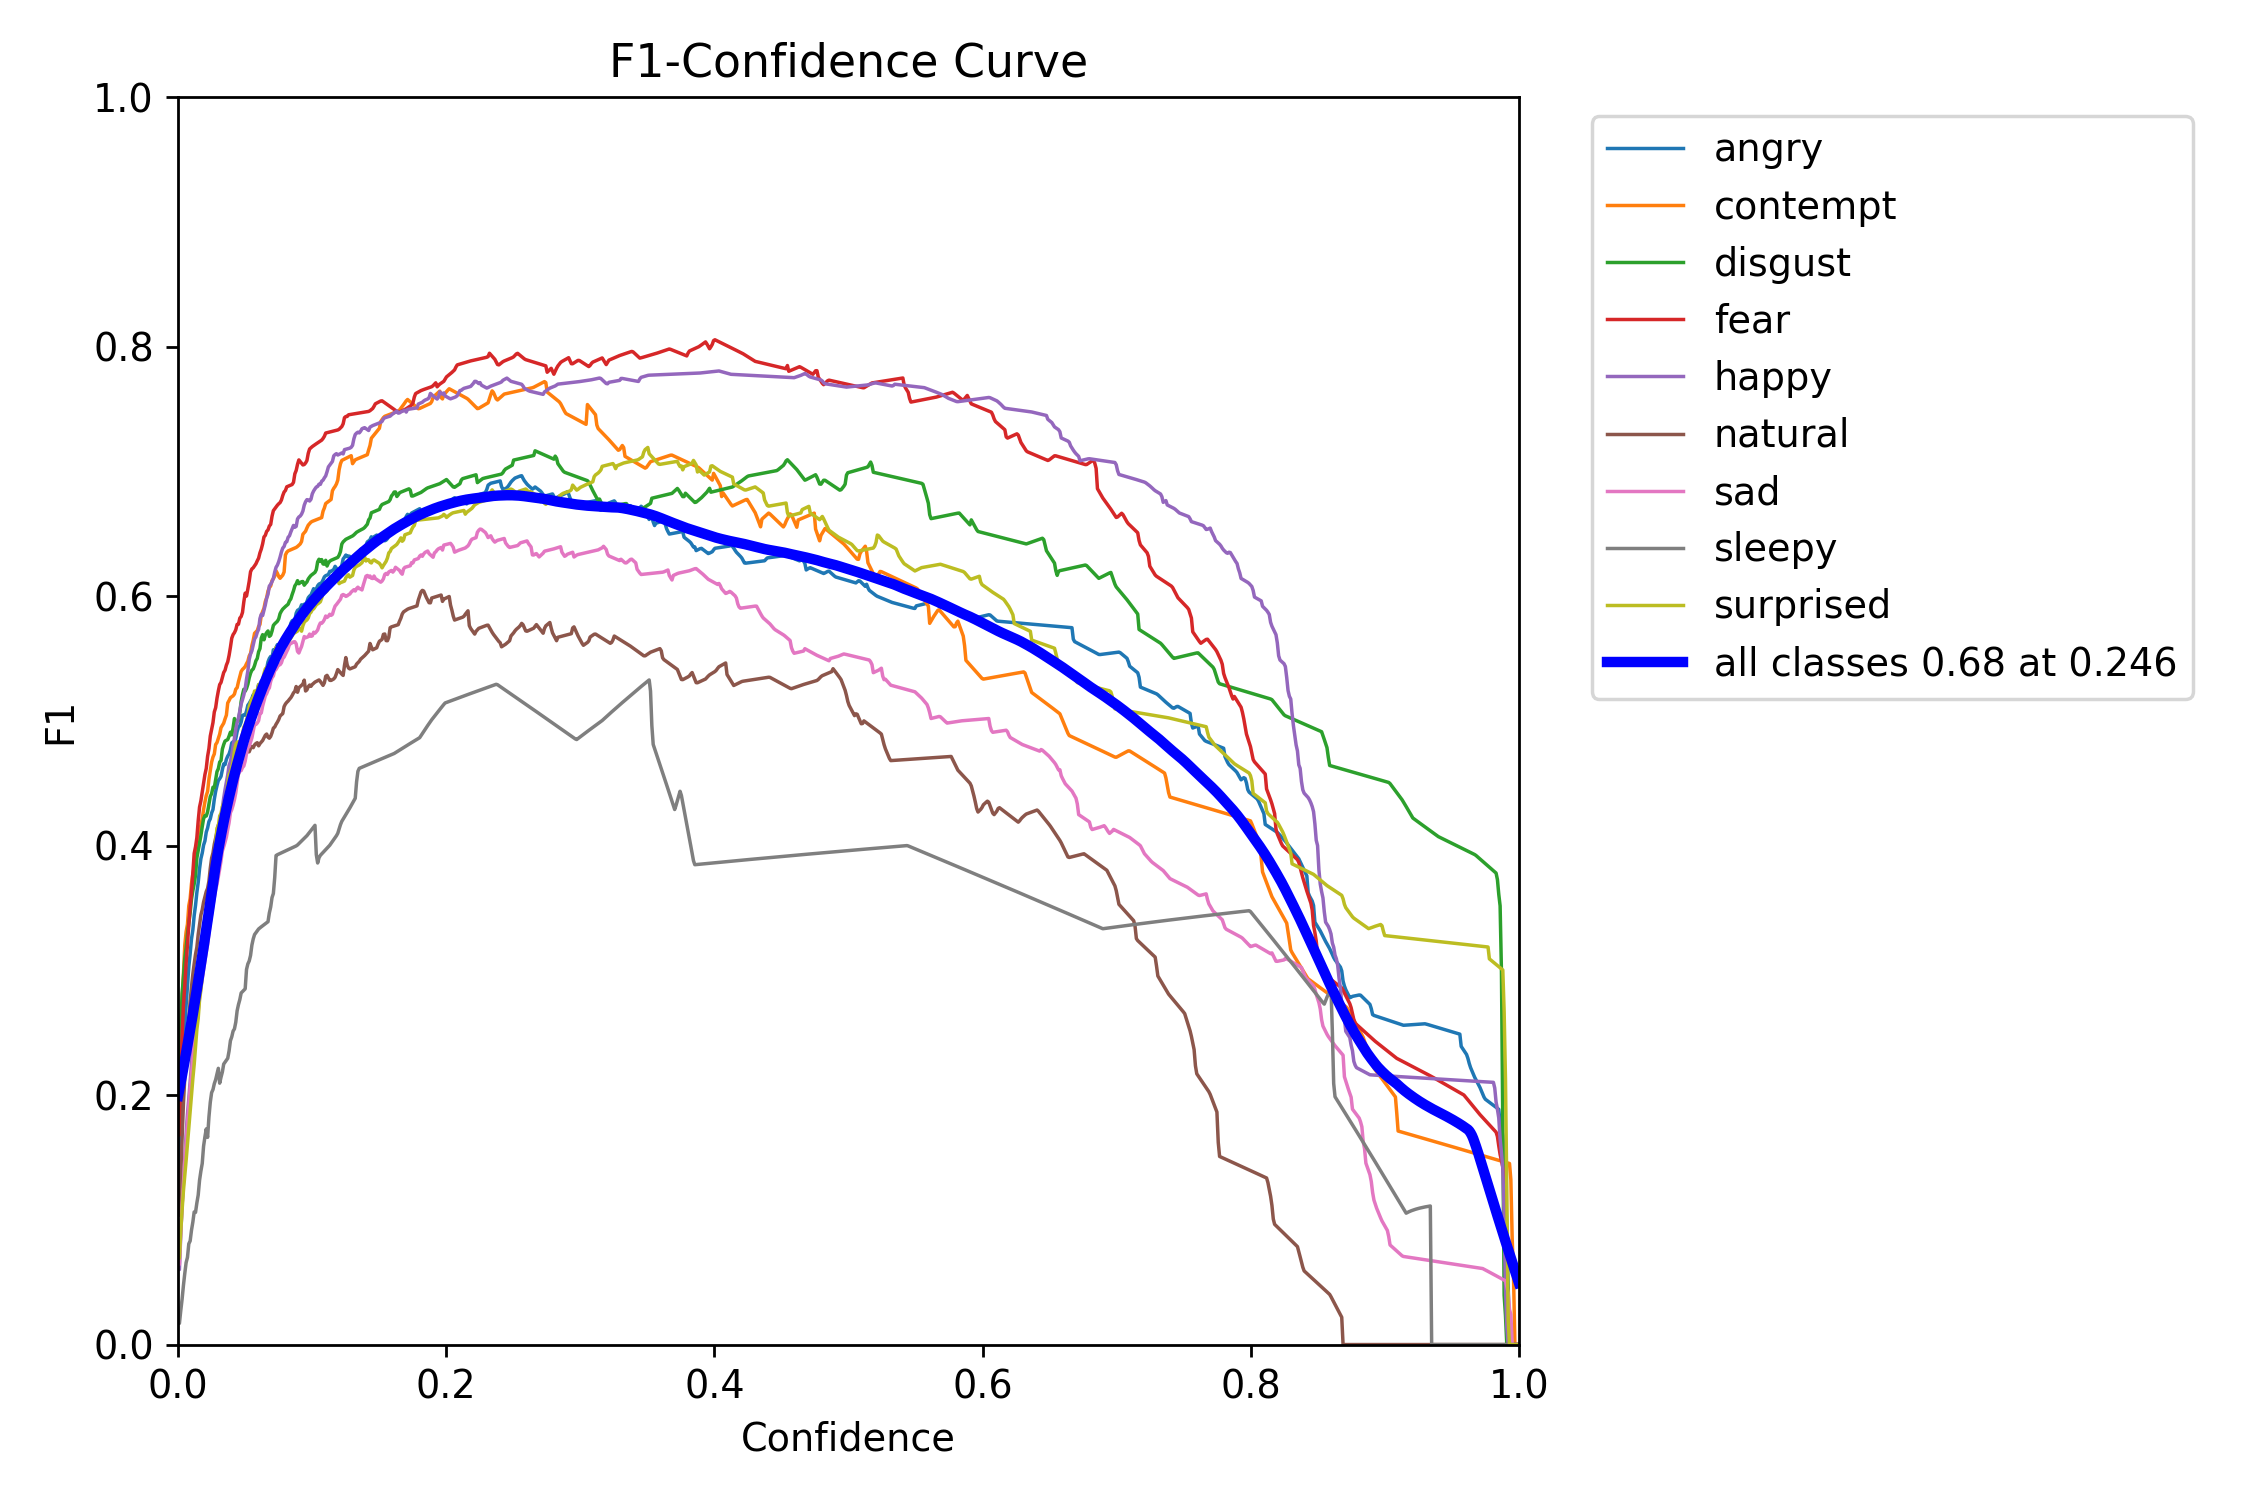 F1-Confidence Curve
1.0
0.8
0.6
0.4
0.2
0.0
F1
0.0 0.2 0.4 0.6 0.8 1.0
Confidence
angry
contempt
disgust
fear
happy
natural
sad
sleepy
surprised
all classes 0.68 at 0.246